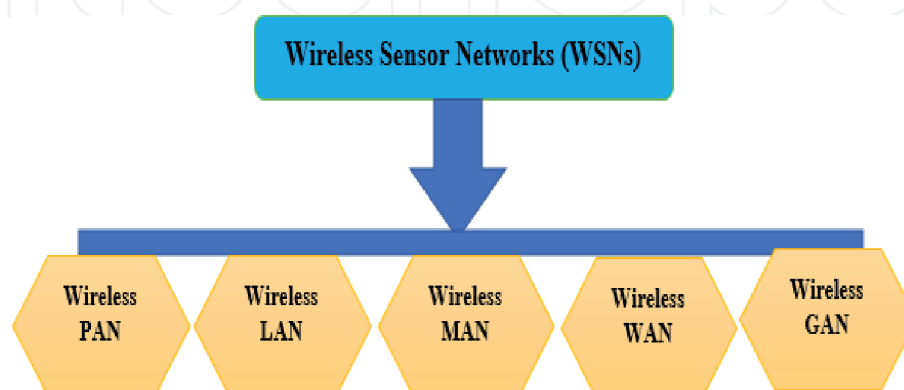 Wireless Sensor Networks (WSNs)
Wireless
PAN
Wireless
LAN
Wireless
MAN
Wireless
WAN
Wireless
GAN